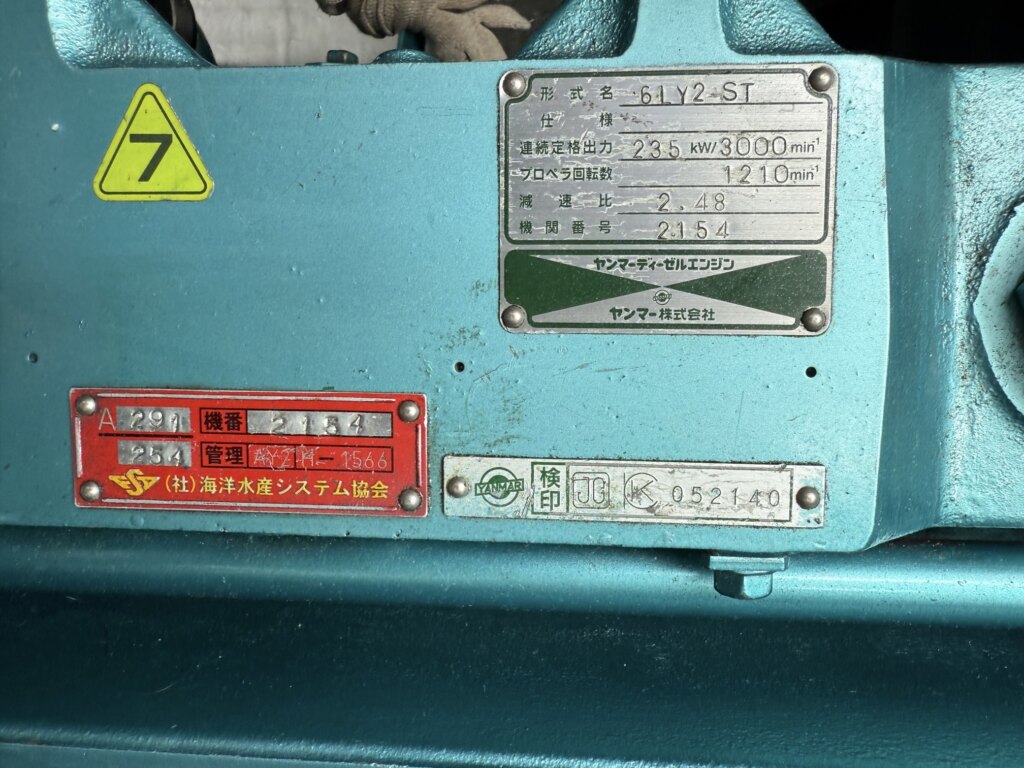 7
形式名 6LY2-ST
仕様
連続定格出力 235 kW/3000 min⁻¹
プロペラ回転数 1210 min⁻¹
減速比 2.48
機関番号 2154
ヤンマーディーゼルエンジン
ヤンマー株式会社
A 291 機番 2154
254 管理 -1566
(社)海洋水産システム協会
YANMAR 検印 JG K 052140